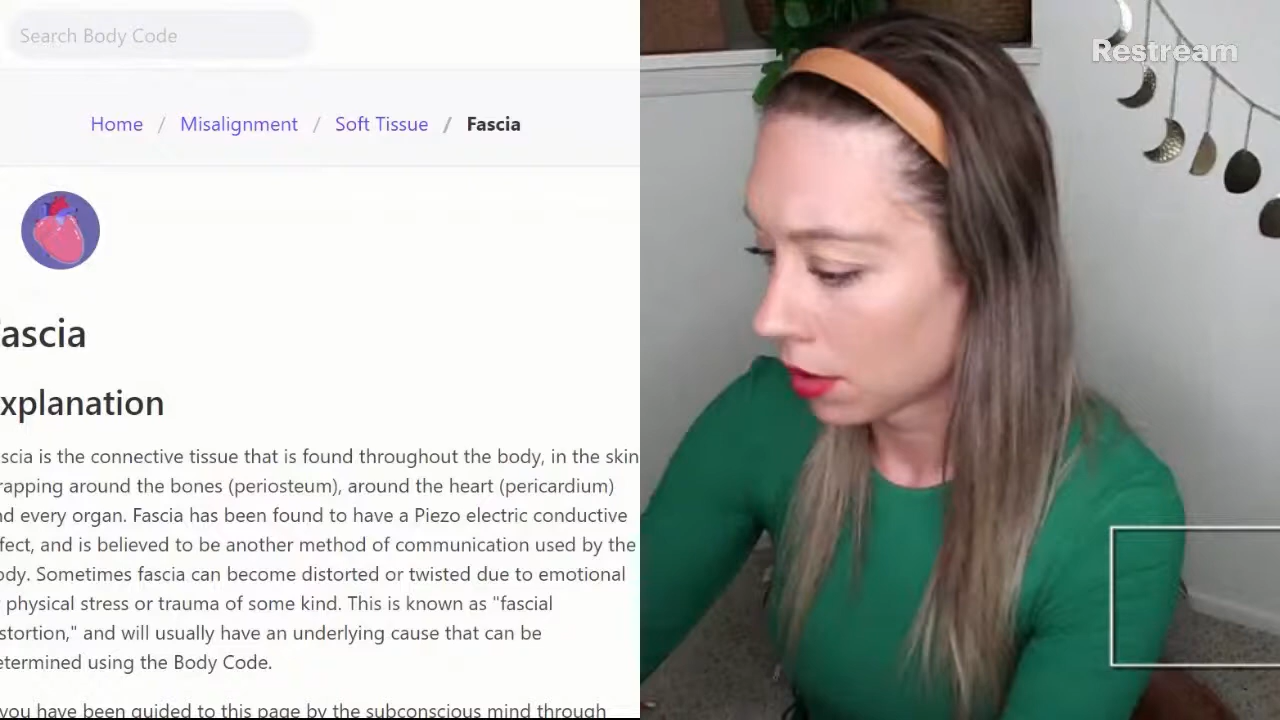 Search Body Code
Restream
Home / Misalignment / Soft Tissue / Fascia
ascia
xplanation
scia is the connective tissue that is found throughout the body, in the skin
rapping around the bones (periosteum), around the heart (pericardium)
nd every organ. Fascia has been found to have a Piezo electric conductive
fect, and is believed to be another method of communication used by the
ody. Sometimes fascia can become distorted or twisted due to emotional
physical stress or trauma of some kind. This is known as "fascial
stortion," and will usually have an underlying cause that can be
etermined using the Body Code.
you have been guided to this page by the subconscious mind through